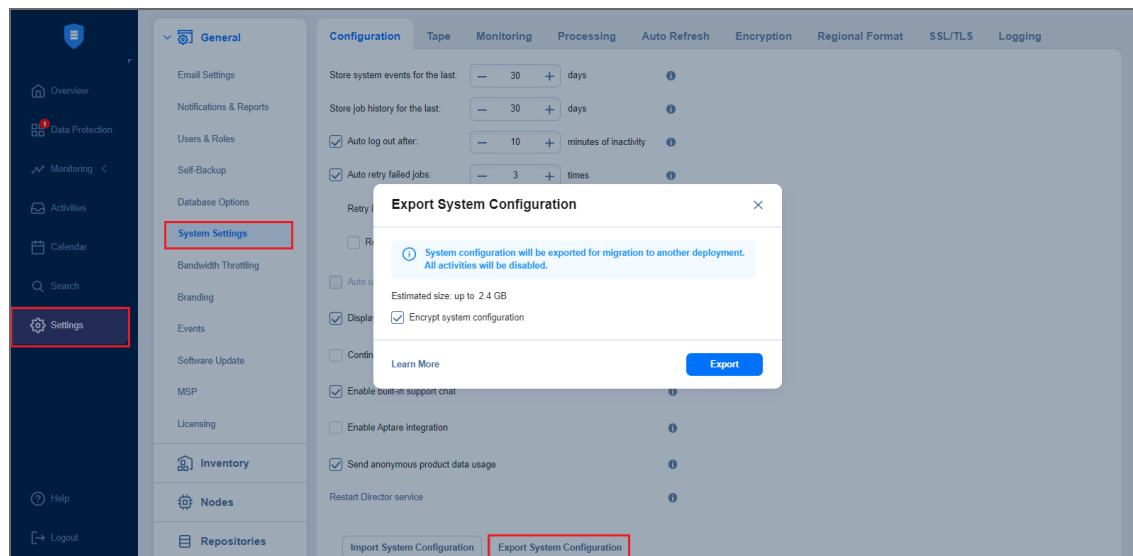 Overview
1
Data Protection
Monitoring
Activities
Calendar
Search
Settings
Help
Logout
General
Email Settings
Notifications & Reports
Users & Roles
Self-Backup
Database Options
System Settings
Bandwidth Throttling
Branding
Events
Software Update
MSP
Licensing
Inventory
Nodes
Repositories
Configuration Tape Monitoring Processing Auto Refresh Encryption Regional Format SSL/TLS Logging
Store system events for the last: — 30 + days
Store job history for the last: — 30 + days
Auto log out after: — 10 + minutes of inactivity
Auto retry failed jobs: — 3 + times
Retry
Auto
Export System Configuration
System configuration will be exported for migration to another deployment.
All activities will be disabled.
Estimated size: up to 2.4 GB
Encrypt system configuration
Learn More
Export
Enable built-in support chat
Enable Aptare integration
Send anonymous product data usage
Restart Director service
Import System Configuration
Export System Configuration